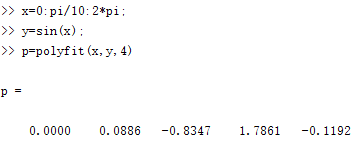 >> x=0:pi/10:2*pi;
>> y=sin(x);
>> p=polyfit(x,y,4)
p =
0.0000 0.0886 -0.8347 1.7861 -0.1192